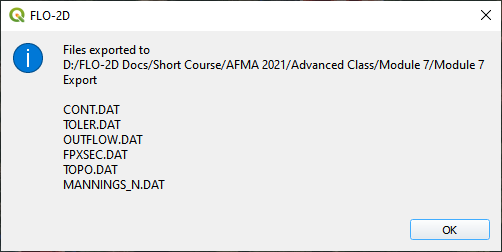 FLO-2D
Files exported to
D:/FLO-2D Docs/Short Course/AFMA 2021/Advanced Class/Module 7/Module 7
Export
CONT.DAT
TOLER.DAT
OUTFLOW.DAT
FPXSEC.DAT
TOPO.DAT
MANNINGS_N.DAT
OK